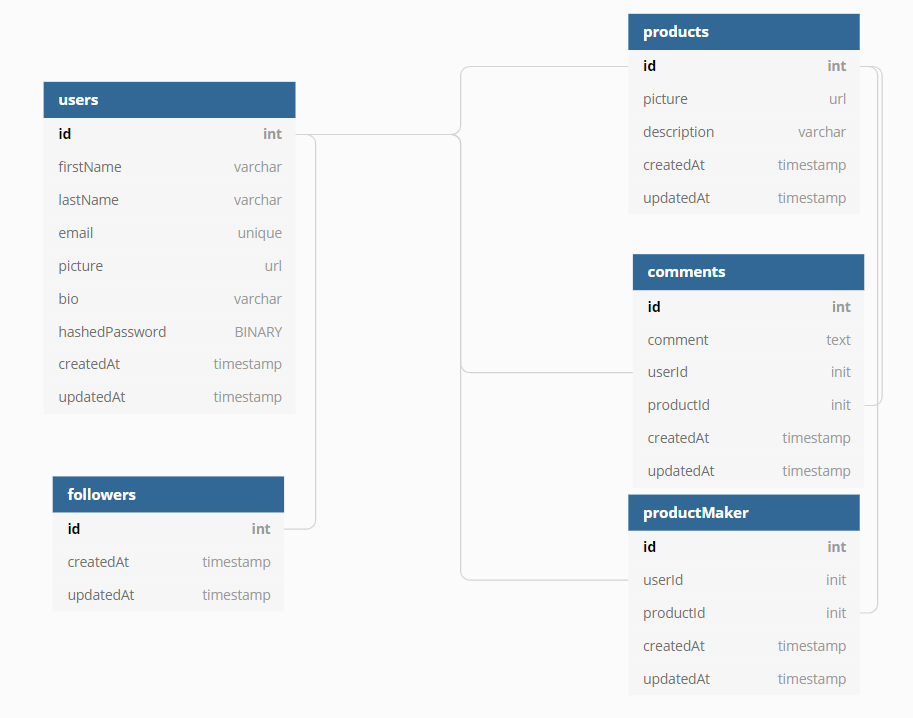 users
id int
firstName varchar
lastName varchar
email unique
picture url
bio varchar
hashedPassword BINARY
createdAt timestamp
updatedAt timestamp
followers
id int
createdAt timestamp
updatedAt timestamp
products
id int
picture url
description varchar
createdAt timestamp
updatedAt timestamp
comments
id int
comment text
userId init
productId init
createdAt timestamp
updatedAt timestamp
productMaker
id int
userId init
productId init
createdAt timestamp
updatedAt timestamp